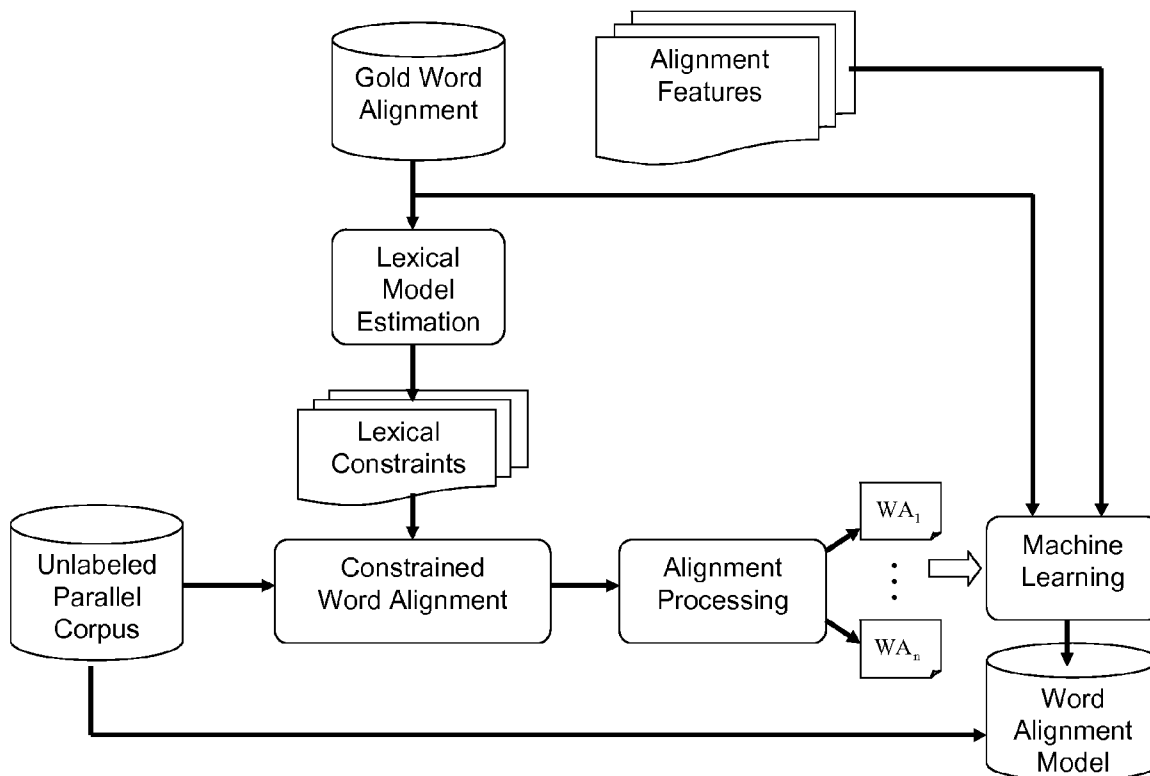 Gold Word
Alignment
Alignment
Features
Lexical
Model
Estimation
Lexical
Constraints
Unlabeled
Parallel
Corpus
Constrained
Word Alignment
Alignment
Processing
WA₁
⋮
WAₙ
Machine
Learning
Word
Alignment
Model